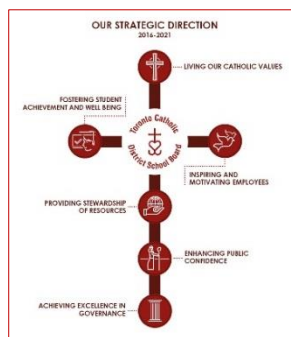 OUR STRATEGIC DIRECTION
2016-2021
LIVING OUR CATHOLIC VALUES
FOSTERING STUDENT
ACHIEVEMENT AND WELL BEING
Toronto Catholic
District School Board
INSPIRING AND
MOTIVATING EMPLOYEES
PROVIDING STEWARDSHIP
OF RESOURCES
ENHANCING PUBLIC
CONFIDENCE
ACHIEVING EXCELLENCE IN
GOVERNANCE